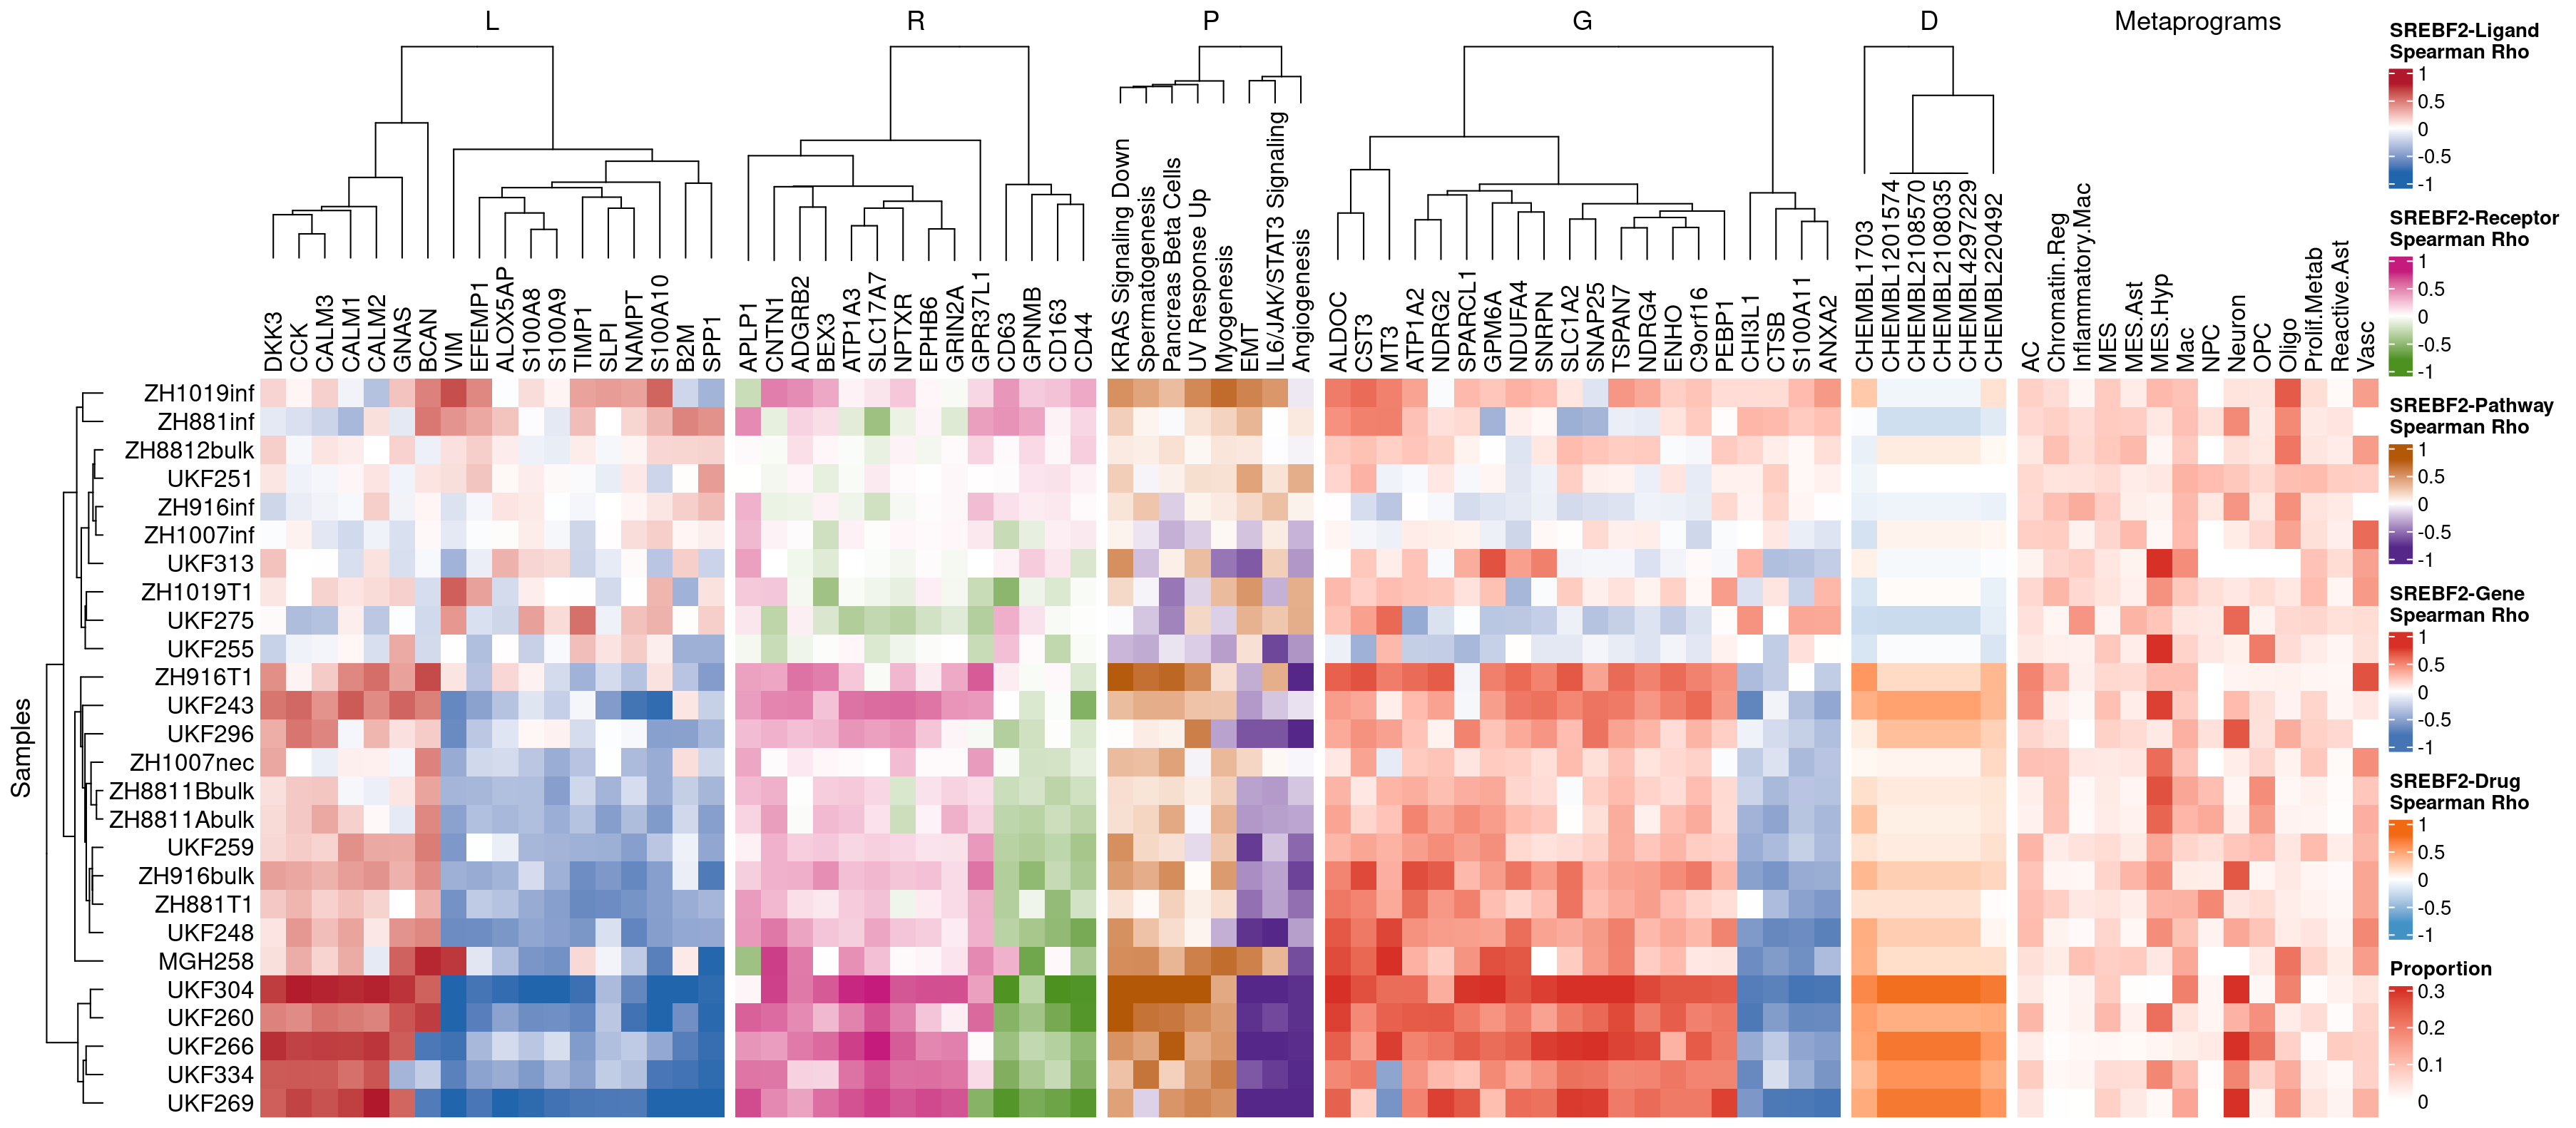 L
R
P
G
D
Metaprograms
DKK3
CCK
CALM3
CALM1
CALM2
GNAS
BCAN
VIM
EFEMP1
ALOX5AP
S100A8
S100A9
TIMP1
SLPI
NAMPT
S100A10
B2M
SPP1
APLP1
CNTN1
ADGRB2
BEX3
ATP1A3
SLC17A7
NPTXR
EPHB6
GRIN2A
GPR37L1
CD63
GPNMB
CD163
CD44
KRAS Signaling Down
Spermatogenesis
Pancreas Beta Cells
UV Response Up
Myogenesis
EMT
IL6/JAK/STAT3 Signaling
Angiogenesis
ALDOC
CST3
MT3
ATP1A2
NDRG2
SPARCL1
GPM6A
NDUFA4
SNRPN
SLC1A2
SNAP25
TSPAN7
NDRG4
ENHO
C9orf16
PEBP1
CHI3L1
CTSB
S100A11
ANXA2
CHEMBL1703
CHEMBL1201574
CHEMBL2108570
CHEMBL2108035
CHEMBL4297229
CHEMBL220492
AC
Chromatin.Reg
Inflammatory.Mac
MES
MES.Ast
MES.Hyp
Mac
NPC
Neuron
OPC
Oligo
Prolif.Metab
Reactive.Ast
Vasc
Samples
ZH1019inf
ZH881inf
ZH8812bulk
UKF251
ZH916inf
ZH1007inf
UKF313
ZH1019T1
UKF275
UKF255
ZH916T1
UKF243
UKF296
ZH1007nec
ZH8811Bbulk
ZH8811Abulk
UKF259
ZH916bulk
ZH881T1
UKF248
MGH258
UKF304
UKF260
UKF266
UKF334
UKF269
SREBF2-Ligand
Spearman Rho
1
0.5
0
-0.5
-1
SREBF2-Receptor
Spearman Rho
1
0.5
0
-0.5
-1
SREBF2-Pathway
Spearman Rho
1
0.5
0
-0.5
-1
SREBF2-Gene
Spearman Rho
1
0.5
0
-0.5
-1
SREBF2-Drug
Spearman Rho
1
0.5
0
-0.5
-1
Proportion
0.3
0.2
0.1
0